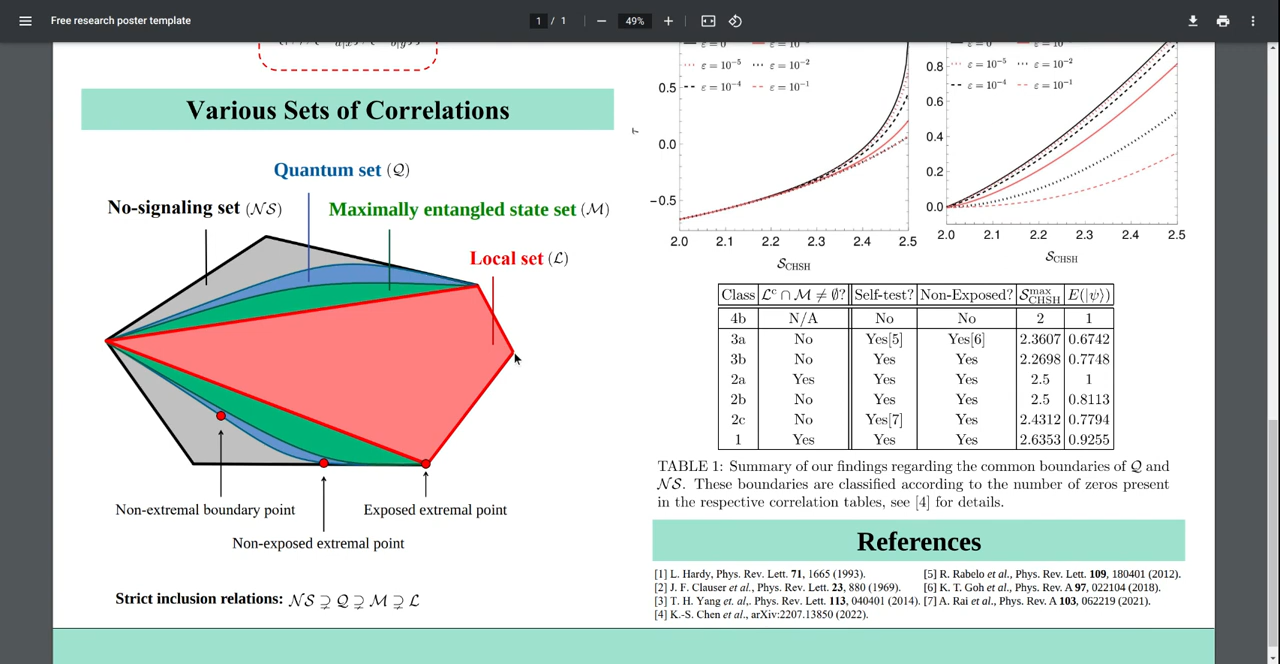 Free research poster template
1 / 1
49%
Various Sets of Correlations
Quantum set (𝒬)
No-signaling set (𝒩𝒮)
Maximally entangled state set (ℳ)
Local set (ℒ)
Non-extremal boundary point
Exposed extremal point
Non-exposed extremal point
Strict inclusion relations: 𝒩𝒮 ⊋ 𝒬 ⊋ ℳ ⊋ ℒ
ε = 10⁻⁵ ε = 10⁻²
ε = 10⁻⁴ ε = 10⁻¹
0.5
0.0
−0.5
τ
2.0 2.1 2.2 2.3 2.4 2.5
𝒮CHSH
ε = 10⁻⁵ ε = 10⁻²
ε = 10⁻⁴ ε = 10⁻¹
0.8
0.6
0.4
0.2
0.0
2.0 2.1 2.2 2.3 2.4 2.5
𝒮CHSH
Class ℒᶜ ∩ ℳ ≠ ∅? Self-test? Non-Exposed? 𝒮ᵐᵃˣCHSH E(|ψ⟩)
4b N/A No No 2 1
3a No Yes[5] Yes[6] 2.3607 0.6742
3b No Yes Yes 2.2698 0.7748
2a Yes Yes Yes 2.5 1
2b No Yes Yes 2.5 0.8113
2c No Yes[7] Yes 2.4312 0.7794
1 Yes Yes Yes 2.6353 0.9255
TABLE 1: Summary of our findings regarding the common boundaries of 𝒬 and
𝒩𝒮. These boundaries are classified according to the number of zeros present
in the respective correlation tables, see [4] for details.
References
[1] L. Hardy, Phys. Rev. Lett. 71, 1665 (1993).
[2] J. F. Clauser et al., Phys. Rev. Lett. 23, 880 (1969).
[3] T. H. Yang et. al,. Phys. Rev. Lett. 113, 040401 (2014).
[4] K.-S. Chen et al., arXiv:2207.13850 (2022).
[5] R. Rabelo et al., Phys. Rev. Lett. 109, 180401 (2012).
[6] K. T. Goh et al., Phys. Rev. A 97, 022104 (2018).
[7] A. Rai et al., Phys. Rev. A 103, 062219 (2021).